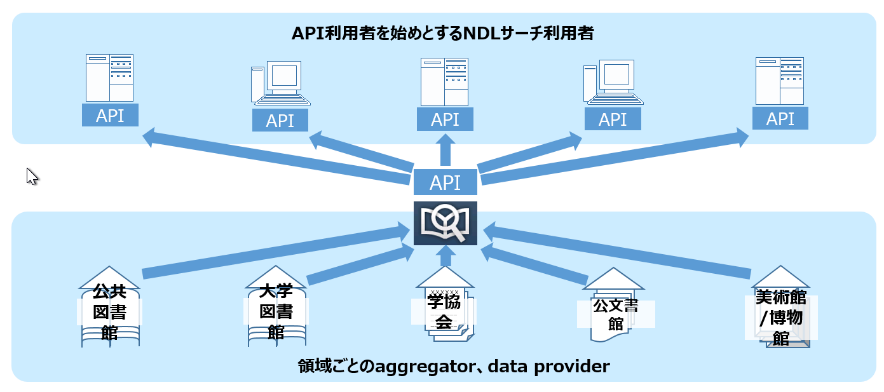 API利用者を始めとするNDLサーチ利用者
API
API
API
API
API
API
公共
図書
館
大学
図書
館
学協
会
公文書
館
美術館
/博物
館
領域ごとのaggregator、data provider